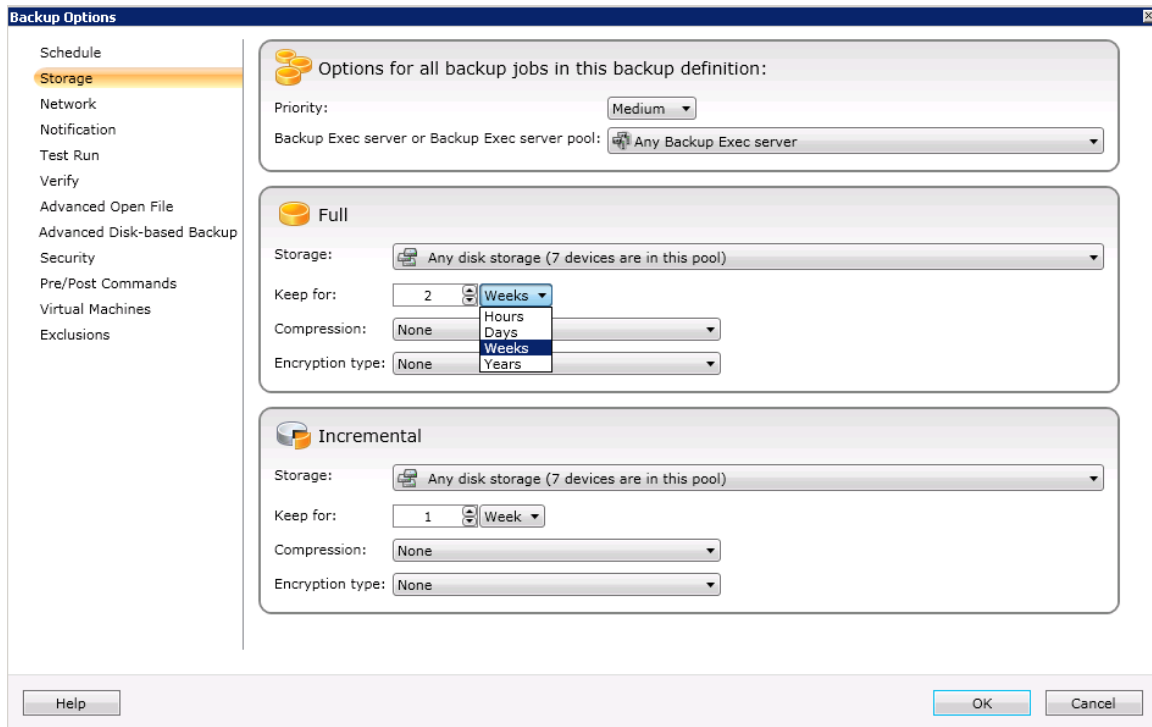 Backup Options
Schedule
Storage
Network
Notification
Test Run
Verify
Advanced Open File
Advanced Disk-based Backup
Security
Pre/Post Commands
Virtual Machines
Exclusions
Options for all backup jobs in this backup definition:
Priority: Medium
Backup Exec server or Backup Exec server pool: Any Backup Exec server
Full
Storage: Any disk storage (7 devices are in this pool)
Keep for: 2 Weeks
Hours
Days
Weeks
Years
Compression: None
Encryption type: None
Incremental
Storage: Any disk storage (7 devices are in this pool)
Keep for: 1 Week
Compression: None
Encryption type: None
Help OK Cancel